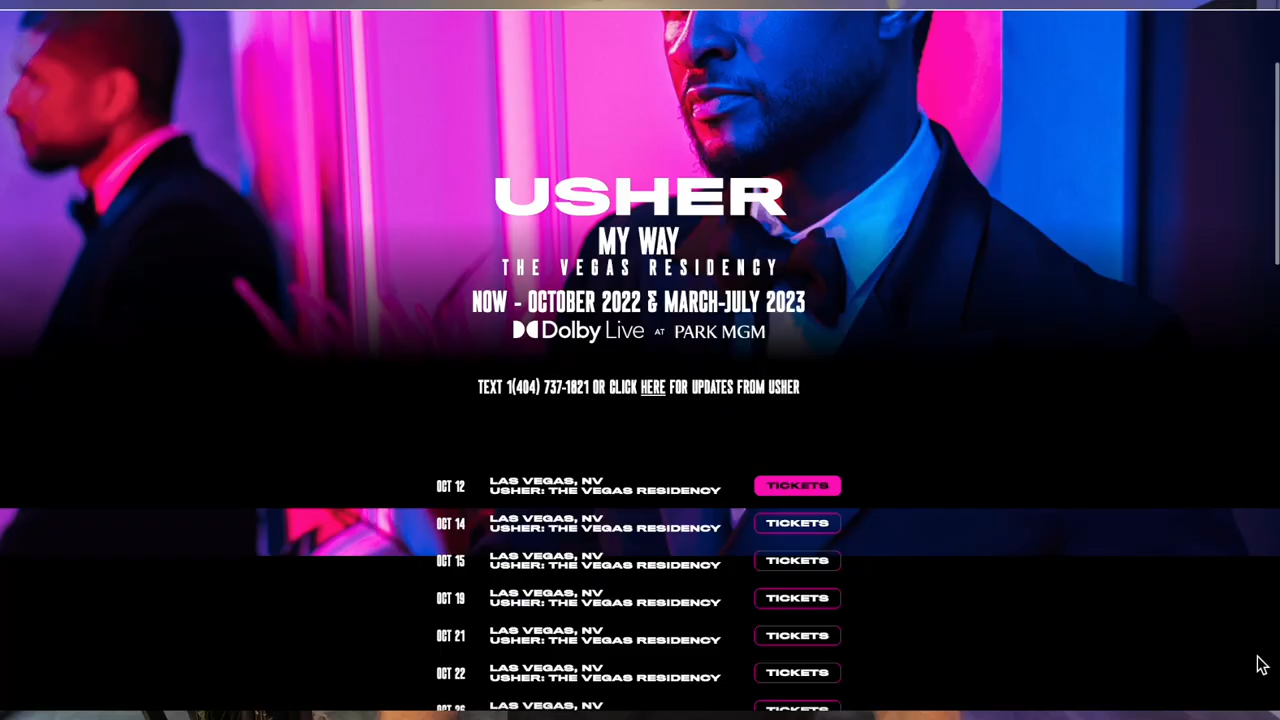 USHER
MY WAY
THE VEGAS RESIDENCY
NOW - OCTOBER 2022 & MARCH-JULY 2023
Dolby Live AT PARK MGM
TEXT 1(404) 737-1821 OR CLICK HERE FOR UPDATES FROM USHER
OCT 12 LAS VEGAS, NV TICKETS
USHER: THE VEGAS RESIDENCY
OCT 14 LAS VEGAS, NV TICKETS
USHER: THE VEGAS RESIDENCY
OCT 15 LAS VEGAS, NV TICKETS
USHER: THE VEGAS RESIDENCY
OCT 19 LAS VEGAS, NV TICKETS
USHER: THE VEGAS RESIDENCY
OCT 21 LAS VEGAS, NV TICKETS
USHER: THE VEGAS RESIDENCY
OCT 22 LAS VEGAS, NV TICKETS
USHER: THE VEGAS RESIDENCY
LAS VEGAS, NV